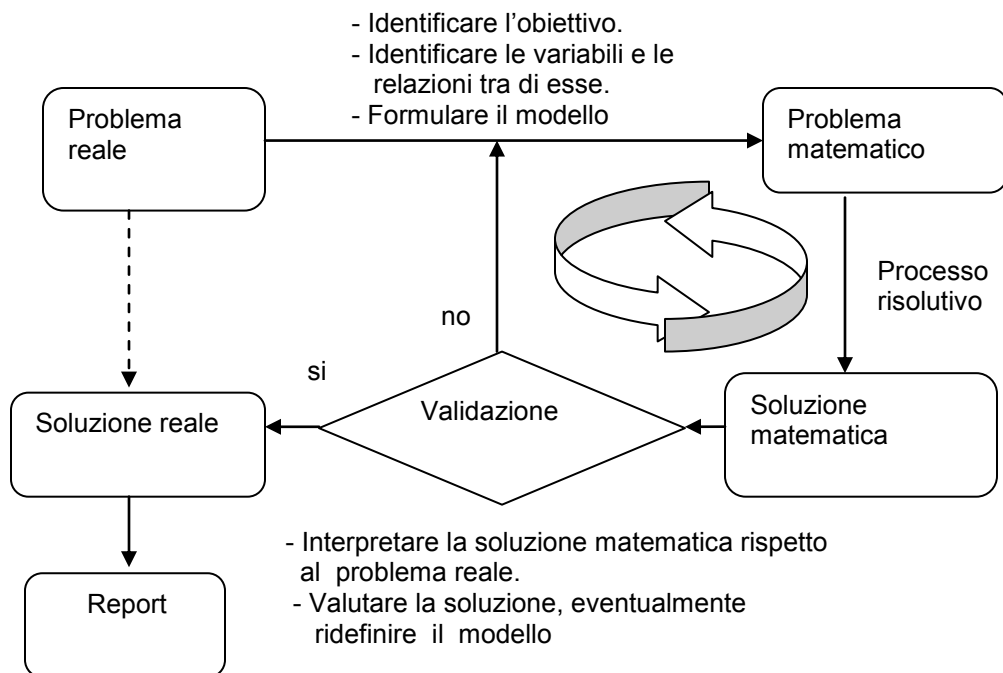 - Identificare l'obiettivo.
- Identificare le variabili e le
relazioni tra di esse.
- Formulare il modello
Problema
reale
Problema
matematico
Processo
risolutivo
no
si
Validazione
Soluzione reale
Soluzione
matematica
- Interpretare la soluzione matematica rispetto
al problema reale.
- Valutare la soluzione, eventualmente
ridefinire il modello
Report